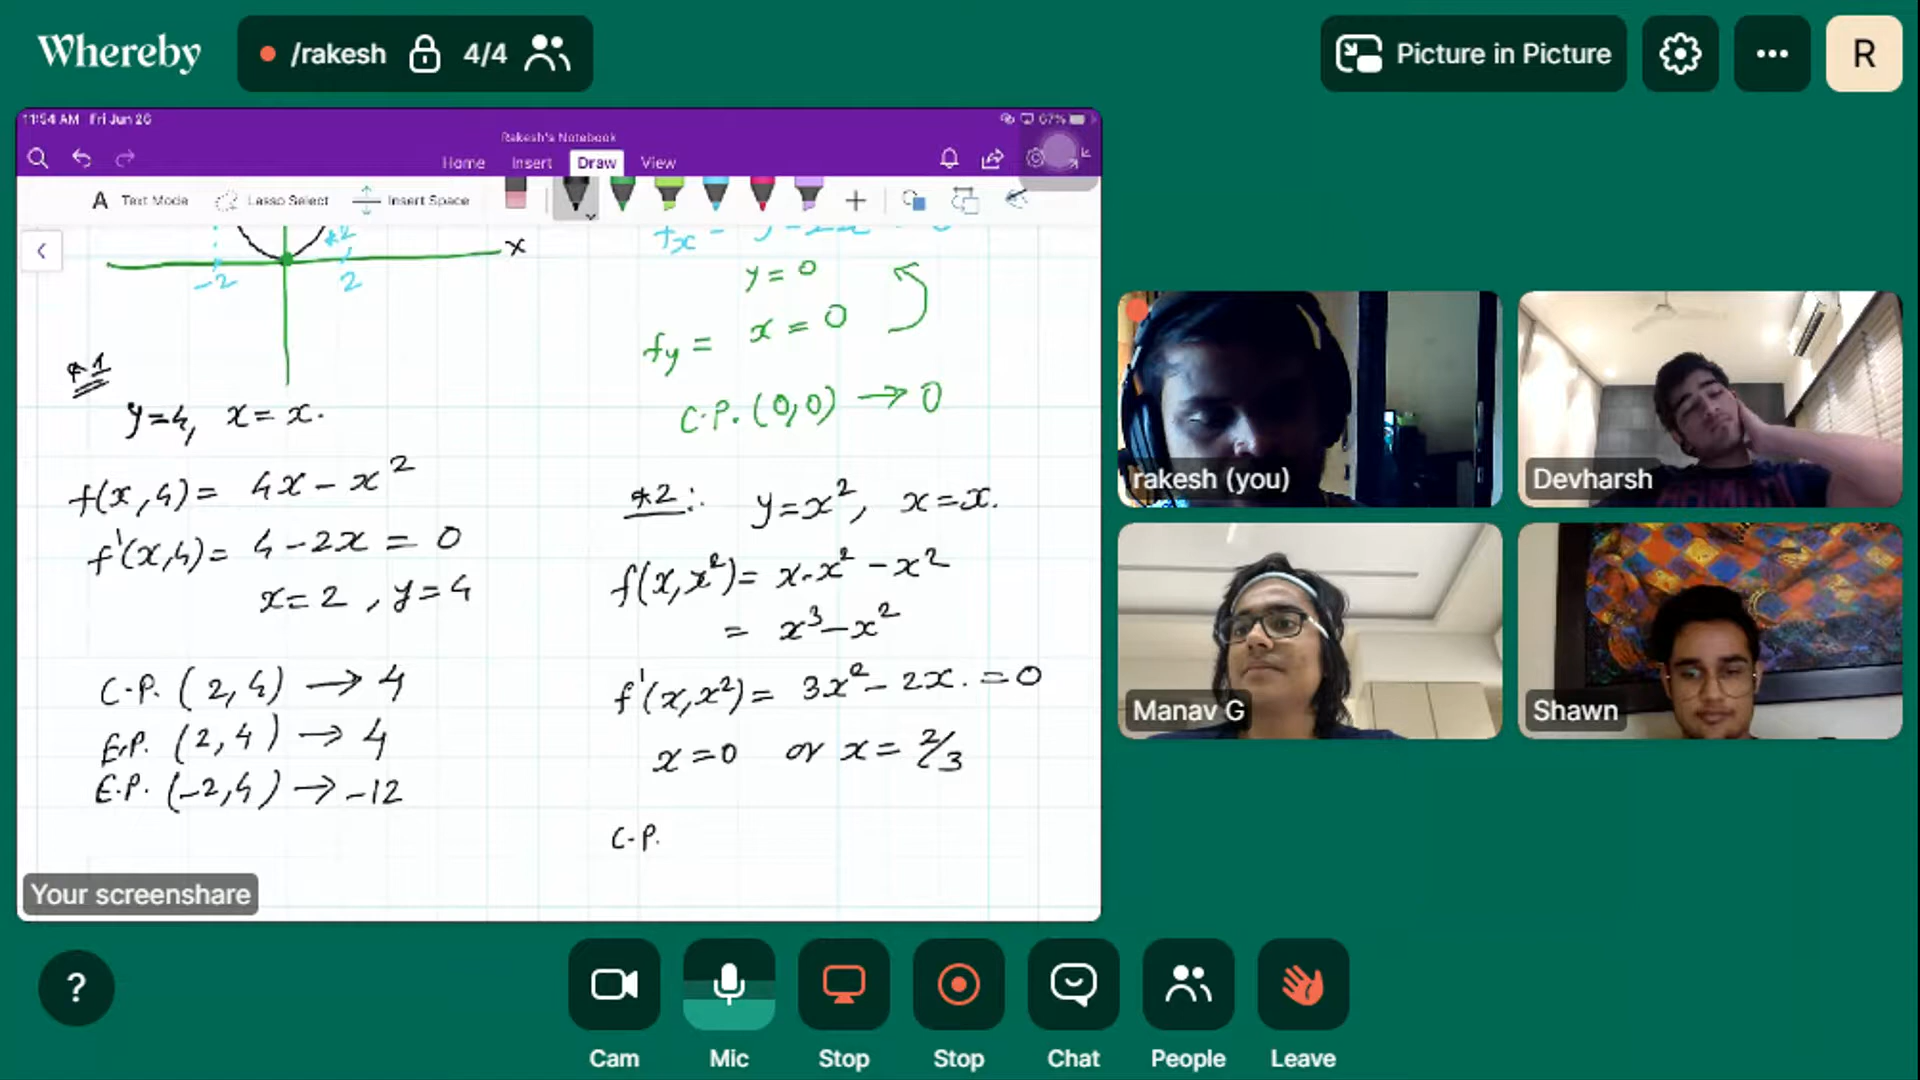 Whereby
/rakesh 4/4
Picture in Picture
R
11:54 AM Fri Jun 26
67%
Rakesh's Notebook
Home Insert Draw View
A Text Mode Lasso Select Insert Space
*2
x
-2
2
y = 0
fy = x = 0
C.P. (0,0) → 0
*1
y=4, x = x.
f(x,4) = 4x - x²
f'(x,4) = 4 - 2x = 0
x = 2 , y = 4
C.P. (2,4) → 4
E.P. (2,4) → 4
E.P. (-2,4) → -12
*2 :. y = x², x = x.
f(x,x²) = x·x² - x²
= x³ - x²
f'(x,x²) = 3x² - 2x. = 0
x = 0 or x = 2/3
C.P.
Your screenshare
rakesh (you)
Devharsh
Manav G
Shawn
?
Cam
Mic
Stop
Stop
Chat
People
Leave